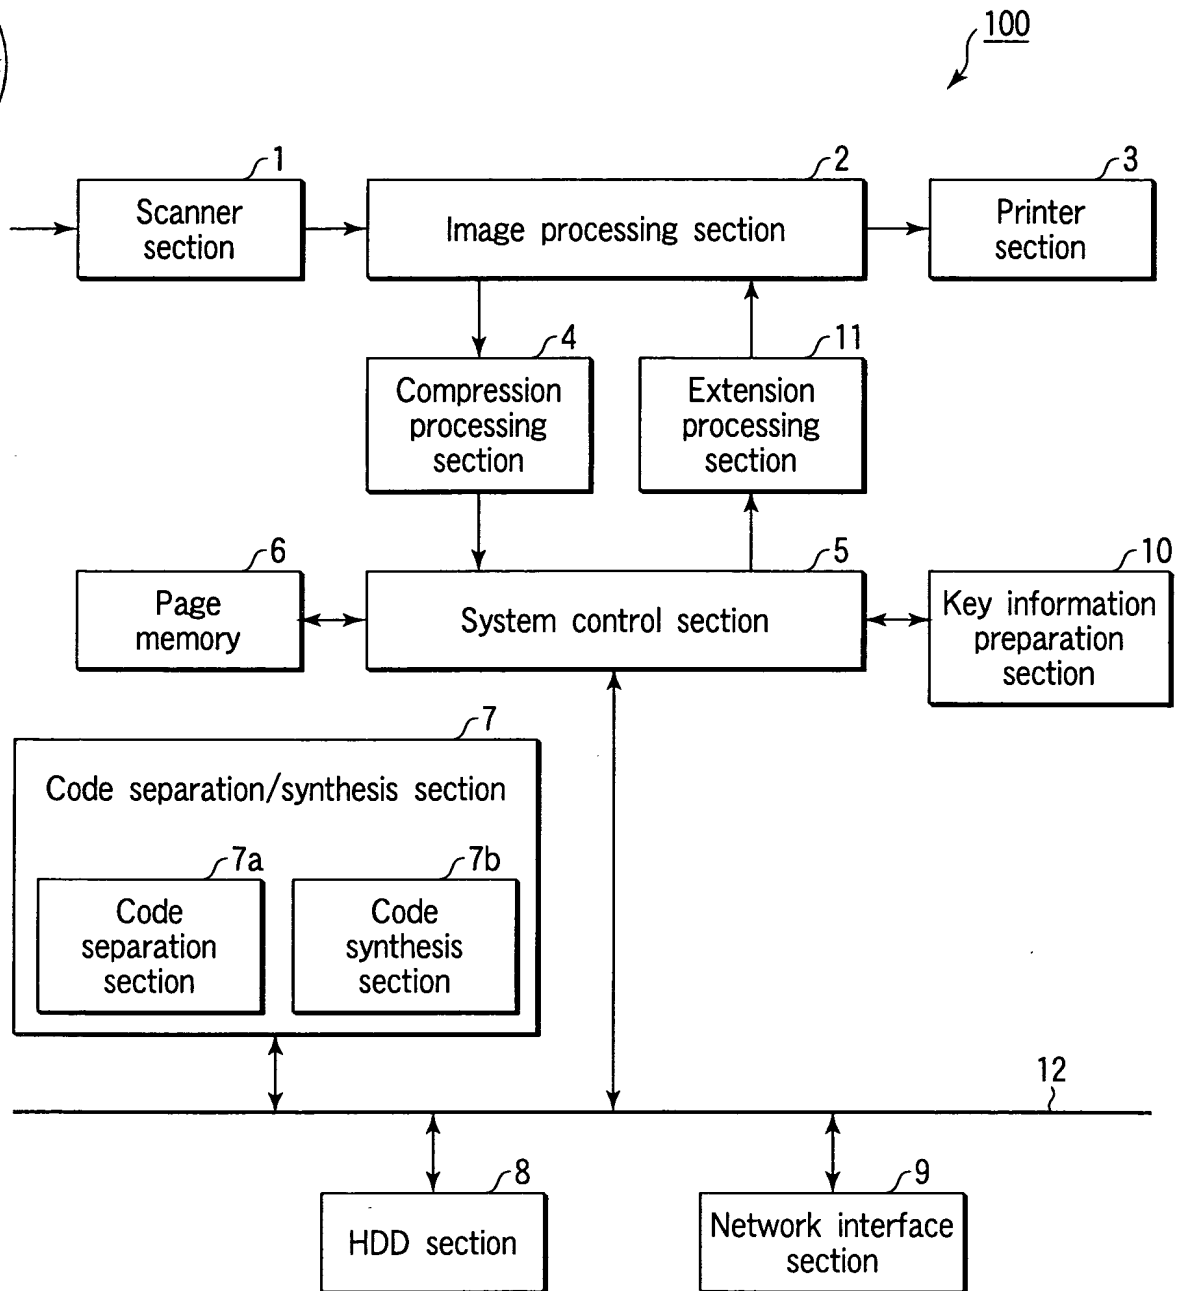 100
1
2
3
Scanner
section
Image processing section
Printer
section
4
11
Compression
processing
section
Extension
processing
section
6
5
10
Page
memory
System control section
Key information
preparation
section
7
Code separation/synthesis section
7a
7b
Code
separation
section
Code
synthesis
section
12
8
9
HDD section
Network interface
section